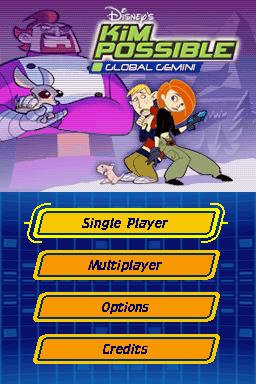 Disney's
KIM
POSSIBLE
GLOBAL GEMINI
Single Player
Multiplayer
Options
Credits